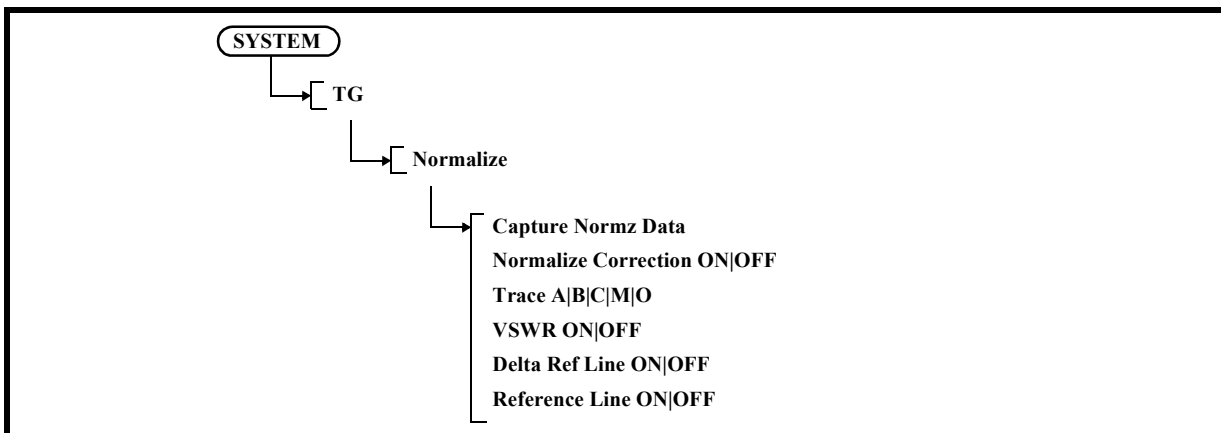 SYSTEM
TG
Normalize
Capture Normz Data
Normalize Correction ON|OFF
Trace A|B|C|M|O
VSWR ON|OFF
Delta Ref Line ON|OFF
Reference Line ON|OFF